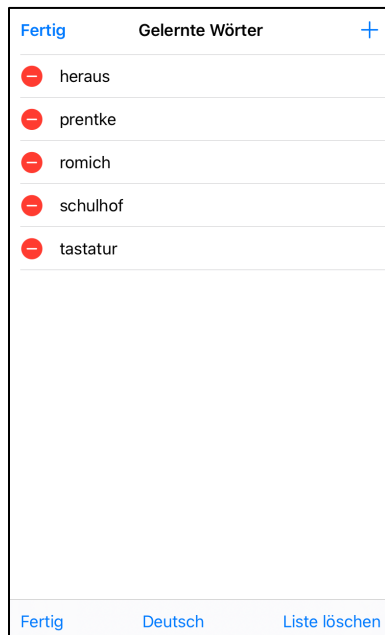 Fertig Gelernte Wörter +
heraus
prentke
romich
schulhof
tastatur
Fertig Deutsch Liste löschen